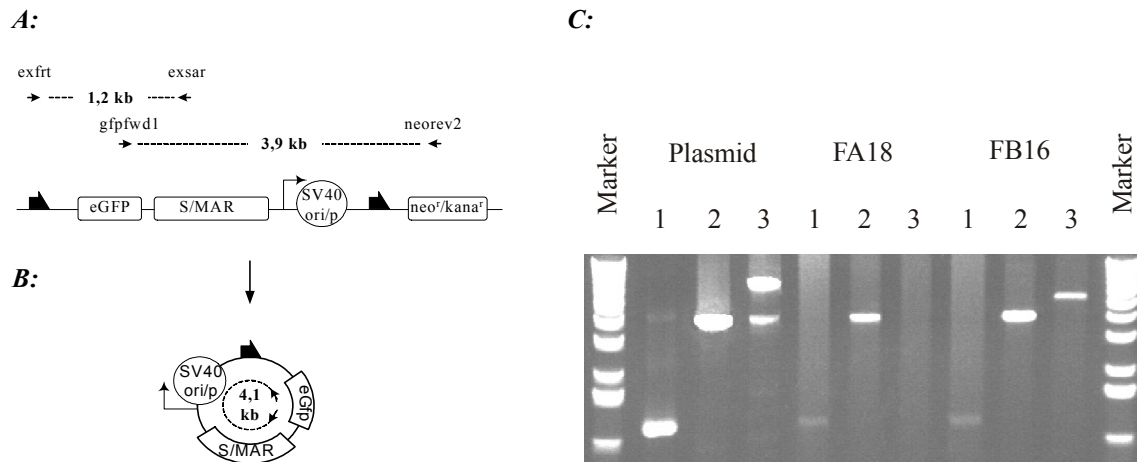 A:
exfrt exsar
1,2 kb
gfpfwd1 neorev2
3,9 kb
eGFP S/MAR SV40 ori/p neoʳ/kanaʳ
B:
SV40 ori/p
eGfp
4,1 kb
S/MAR
C:
Marker Plasmid FA18 FB16 Marker
1 2 3 1 2 3 1 2 3